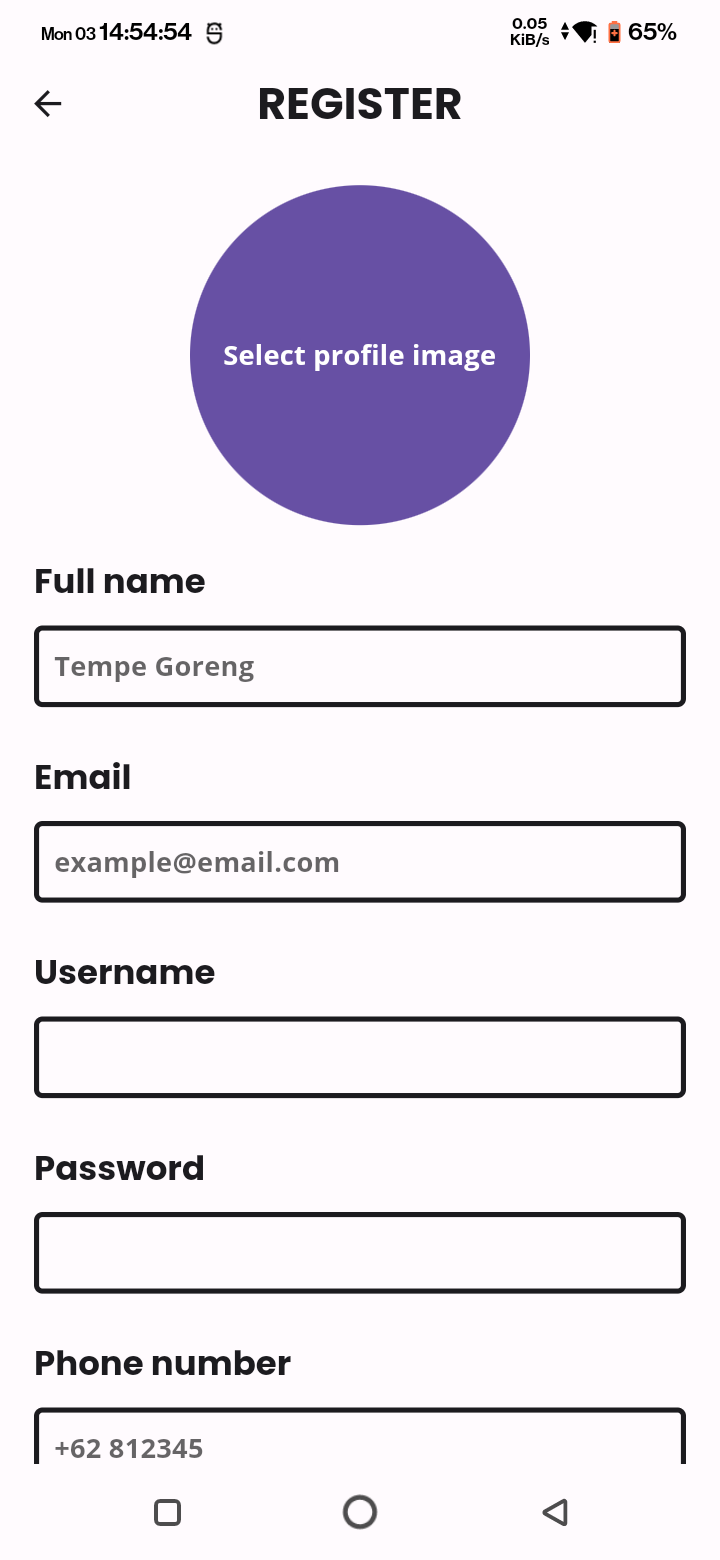 Mon 03 14:54:54
0.05
KiB/s
65%
REGISTER
Select profile image
Full name
Tempe Goreng
Email
example@email.com
Username
Password
Phone number
+62 812345